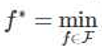 f* = min
f∈𝓕